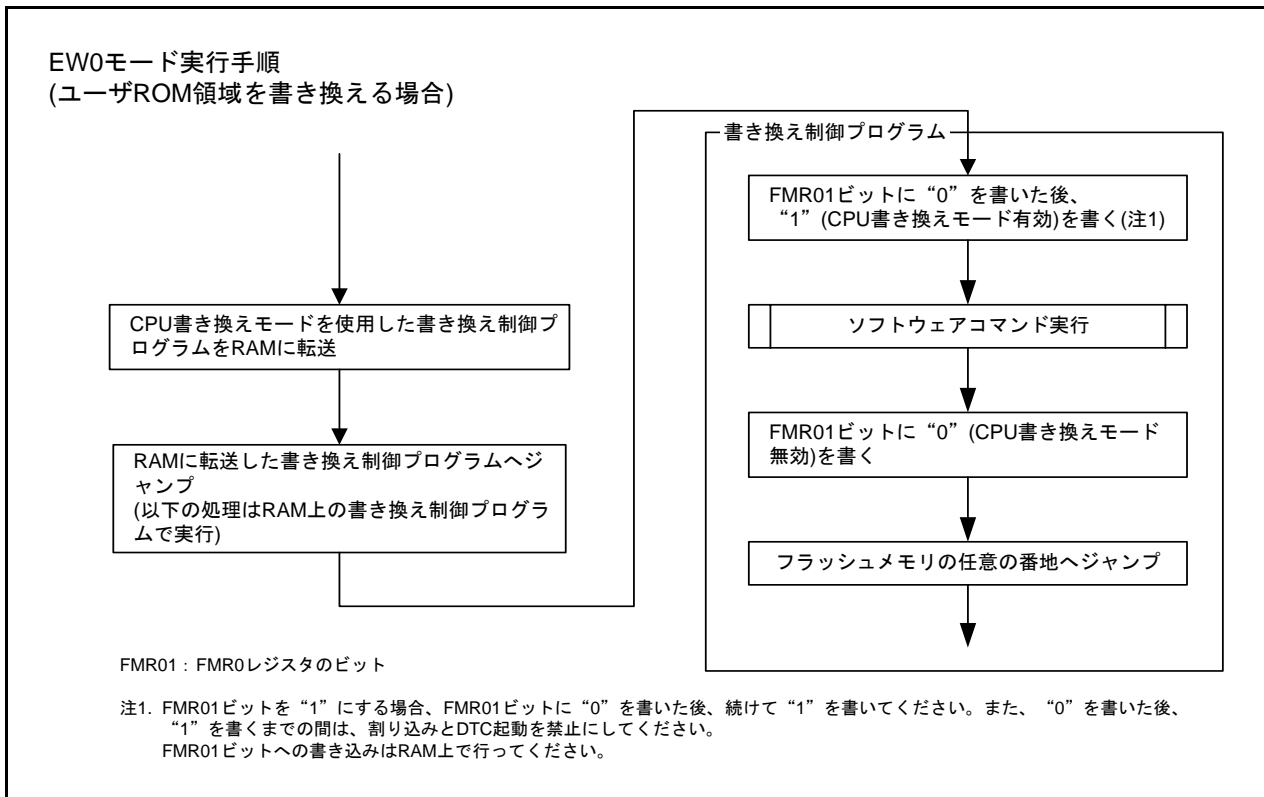 EW0モード実行手順
(ユーザROM領域を書き換える場合)
CPU書き換えモードを使用した書き換え制御プ
ログラムをRAMに転送
RAMに転送した書き換え制御プログラムへジ
ャンプ
(以下の処理はRAM上の書き換え制御プログラ
ムで実行)
書き換え制御プログラム
FMR01ビットに“0”を書いた後、
“1”(CPU書き換えモード有効)を書く(注1)
ソフトウェアコマンド実行
FMR01ビットに“0”(CPU書き換えモード
無効)を書く
フラッシュメモリの任意の番地へジャンプ
FMR01：FMR0レジスタのビット
注1. FMR01ビットを“1”にする場合、FMR01ビットに“0”を書いた後、続けて“1”を書いてください。また、“0”を書いた後、
“1”を書くまでの間は、割り込みとDTC起動を禁止にしてください。
FMR01ビットへの書き込みはRAM上で行ってください。